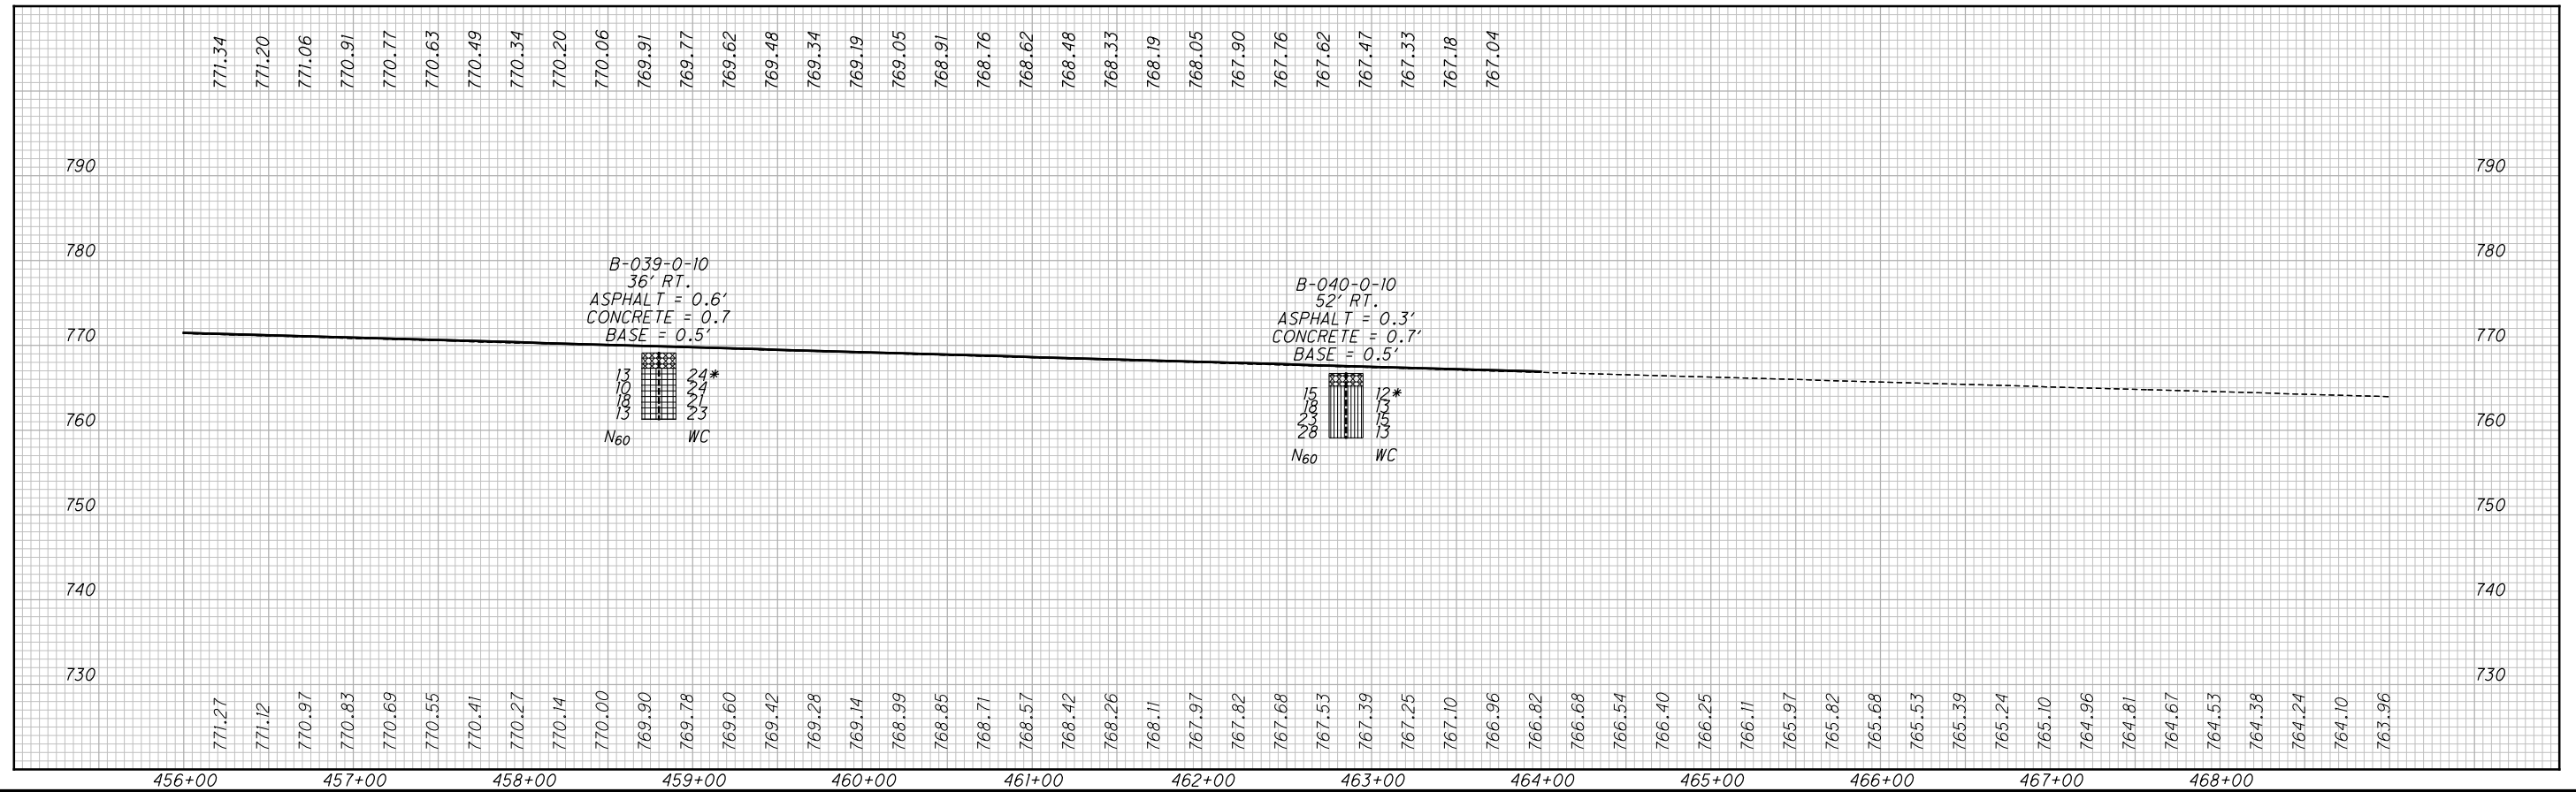 771.34 771.20 771.06 770.91 770.77 770.63 770.49 770.34 770.20 770.06 769.91 769.77 769.62 769.48 769.34 769.19 769.05 768.91 768.76 768.62 768.48 768.33 768.19 768.05 767.90 767.76 767.62 767.47 767.33 767.18 767.04
790 790
780 780
B-039-0-10
36' RT.
ASPHALT = 0.6'
CONCRETE = 0.7
BASE = 0.5'
B-040-0-10
52' RT.
ASPHALT = 0.3'
CONCRETE = 0.7'
BASE = 0.5'
770 770
13 24*
10 24
18 21
13 23
N60 WC
15 12*
18 13
23 15
28 13
N60 WC
760 760
750 750
740 740
730 730
771.27 771.12 770.97 770.83 770.69 770.55 770.41 770.27 770.14 770.00 769.90 769.78 769.60 769.42 769.28 769.14 768.99 768.85 768.71 768.57 768.42 768.26 768.11 767.97 767.82 767.68 767.53 767.39 767.25 767.10 766.96 766.82 766.68 766.54 766.40 766.25 766.11 765.97 765.82 765.68 765.53 765.39 765.24 765.10 764.96 764.81 764.67 764.53 764.38 764.24 764.10 763.96
456+00 457+00 458+00 459+00 460+00 461+00 462+00 463+00 464+00 465+00 466+00 467+00 468+00